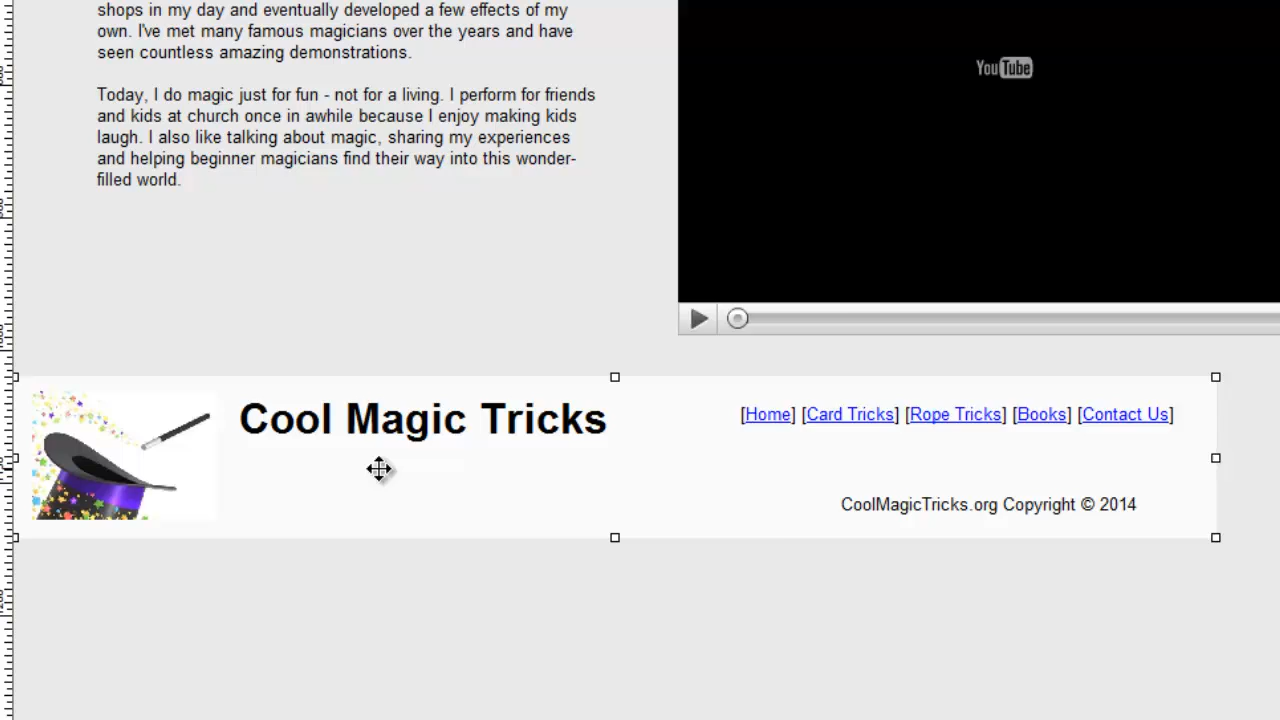 shops in my day and eventually developed a few effects of my
own. I've met many famous magicians over the years and have
seen countless amazing demonstrations.
Today, I do magic just for fun - not for a living. I perform for friends
and kids at church once in awhile because I enjoy making kids
laugh. I also like talking about magic, sharing my experiences
and helping beginner magicians find their way into this wonder-
filled world.
YouTube
Cool Magic Tricks
[Home] [Card Tricks] [Rope Tricks] [Books] [Contact Us]
CoolMagicTricks.org Copyright © 2014